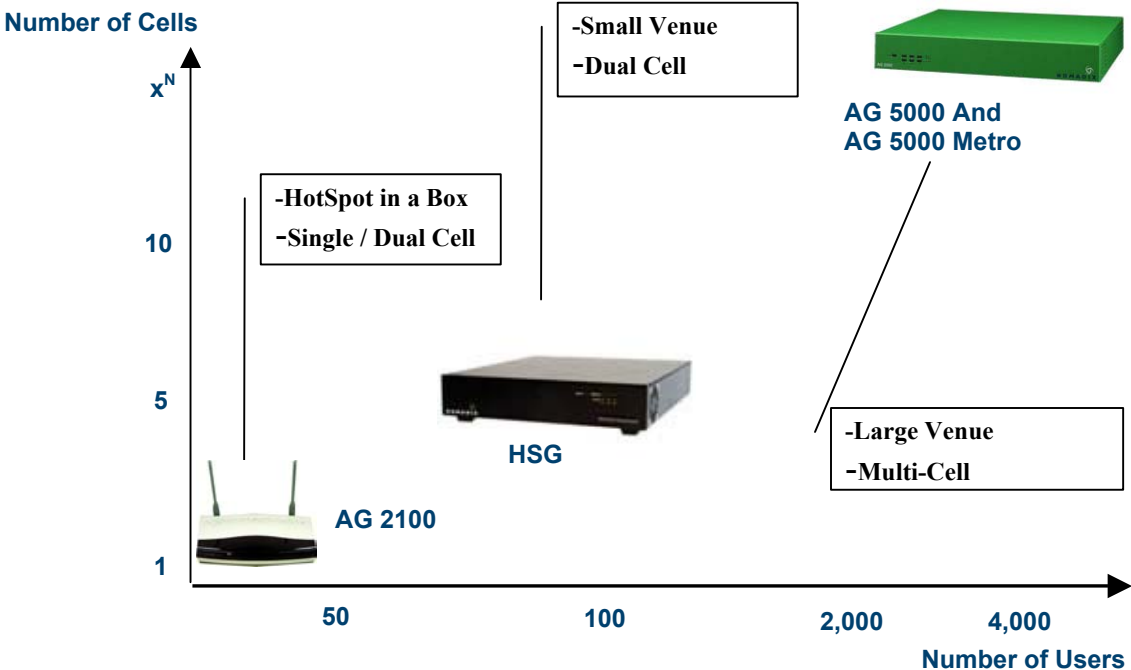 Number of Cells
x^N
10
5
1
-HotSpot in a Box
-Single / Dual Cell
AG 2100
-Small Venue
-Dual Cell
NOMADIX
HSG
AG 5000 And
AG 5000 Metro
-Large Venue
-Multi-Cell
50
100
2,000
4,000
Number of Users